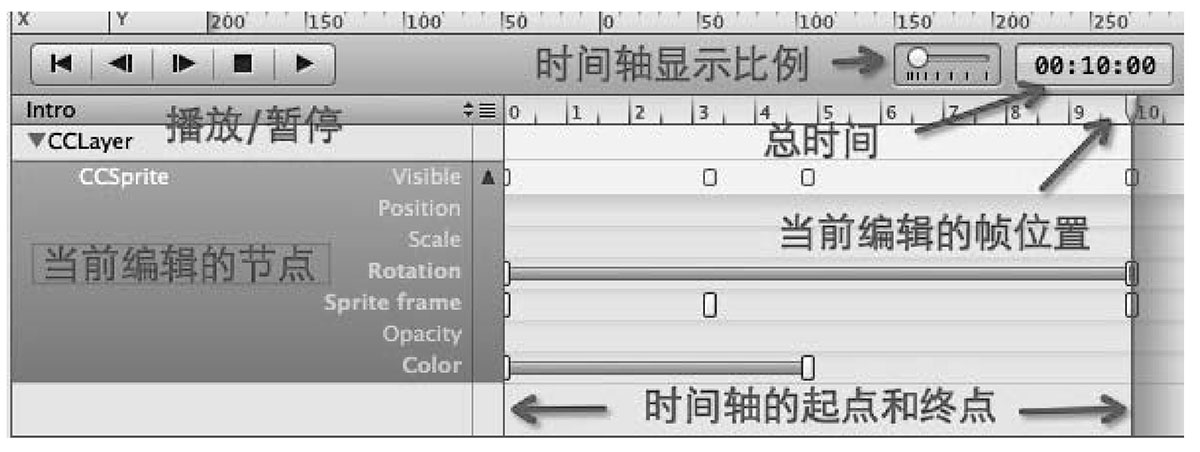 X Y 200 150 100 50 0 50 100 150 200 250
时间轴显示比例 00:10:00
Intro 播放/暂停 0 1 2 3 4 5 6 7 8 9 10
CCLayer 总时间
CCSprite Visible
Position
当前编辑的帧位置
Scale
当前编辑的节点 Rotation
Sprite frame
Opacity
Color
时间轴的起点和终点